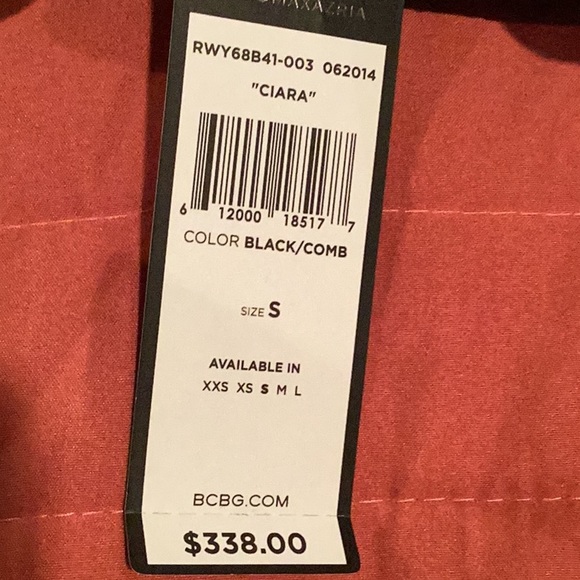 MAXAZRIA
RWY68B41-003 062014
"CIARA"
6 12000 18517 7
COLOR BLACK/COMB
SIZE S
AVAILABLE IN
XXS XS S M L
BCBG.COM
$338.00